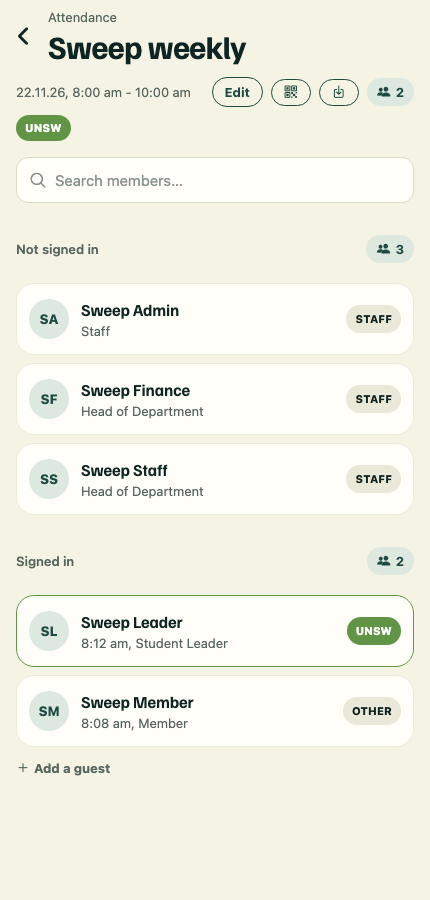 Attendance
Sweep weekly
22.11.26, 8:00 am - 10:00 am Edit 2
UNSW
Search members...
Not signed in 3
SA Sweep Admin STAFF
Staff
SF Sweep Finance STAFF
Head of Department
SS Sweep Staff STAFF
Head of Department
Signed in 2
SL Sweep Leader UNSW
8:12 am, Student Leader
SM Sweep Member OTHER
8:08 am, Member
+ Add a guest